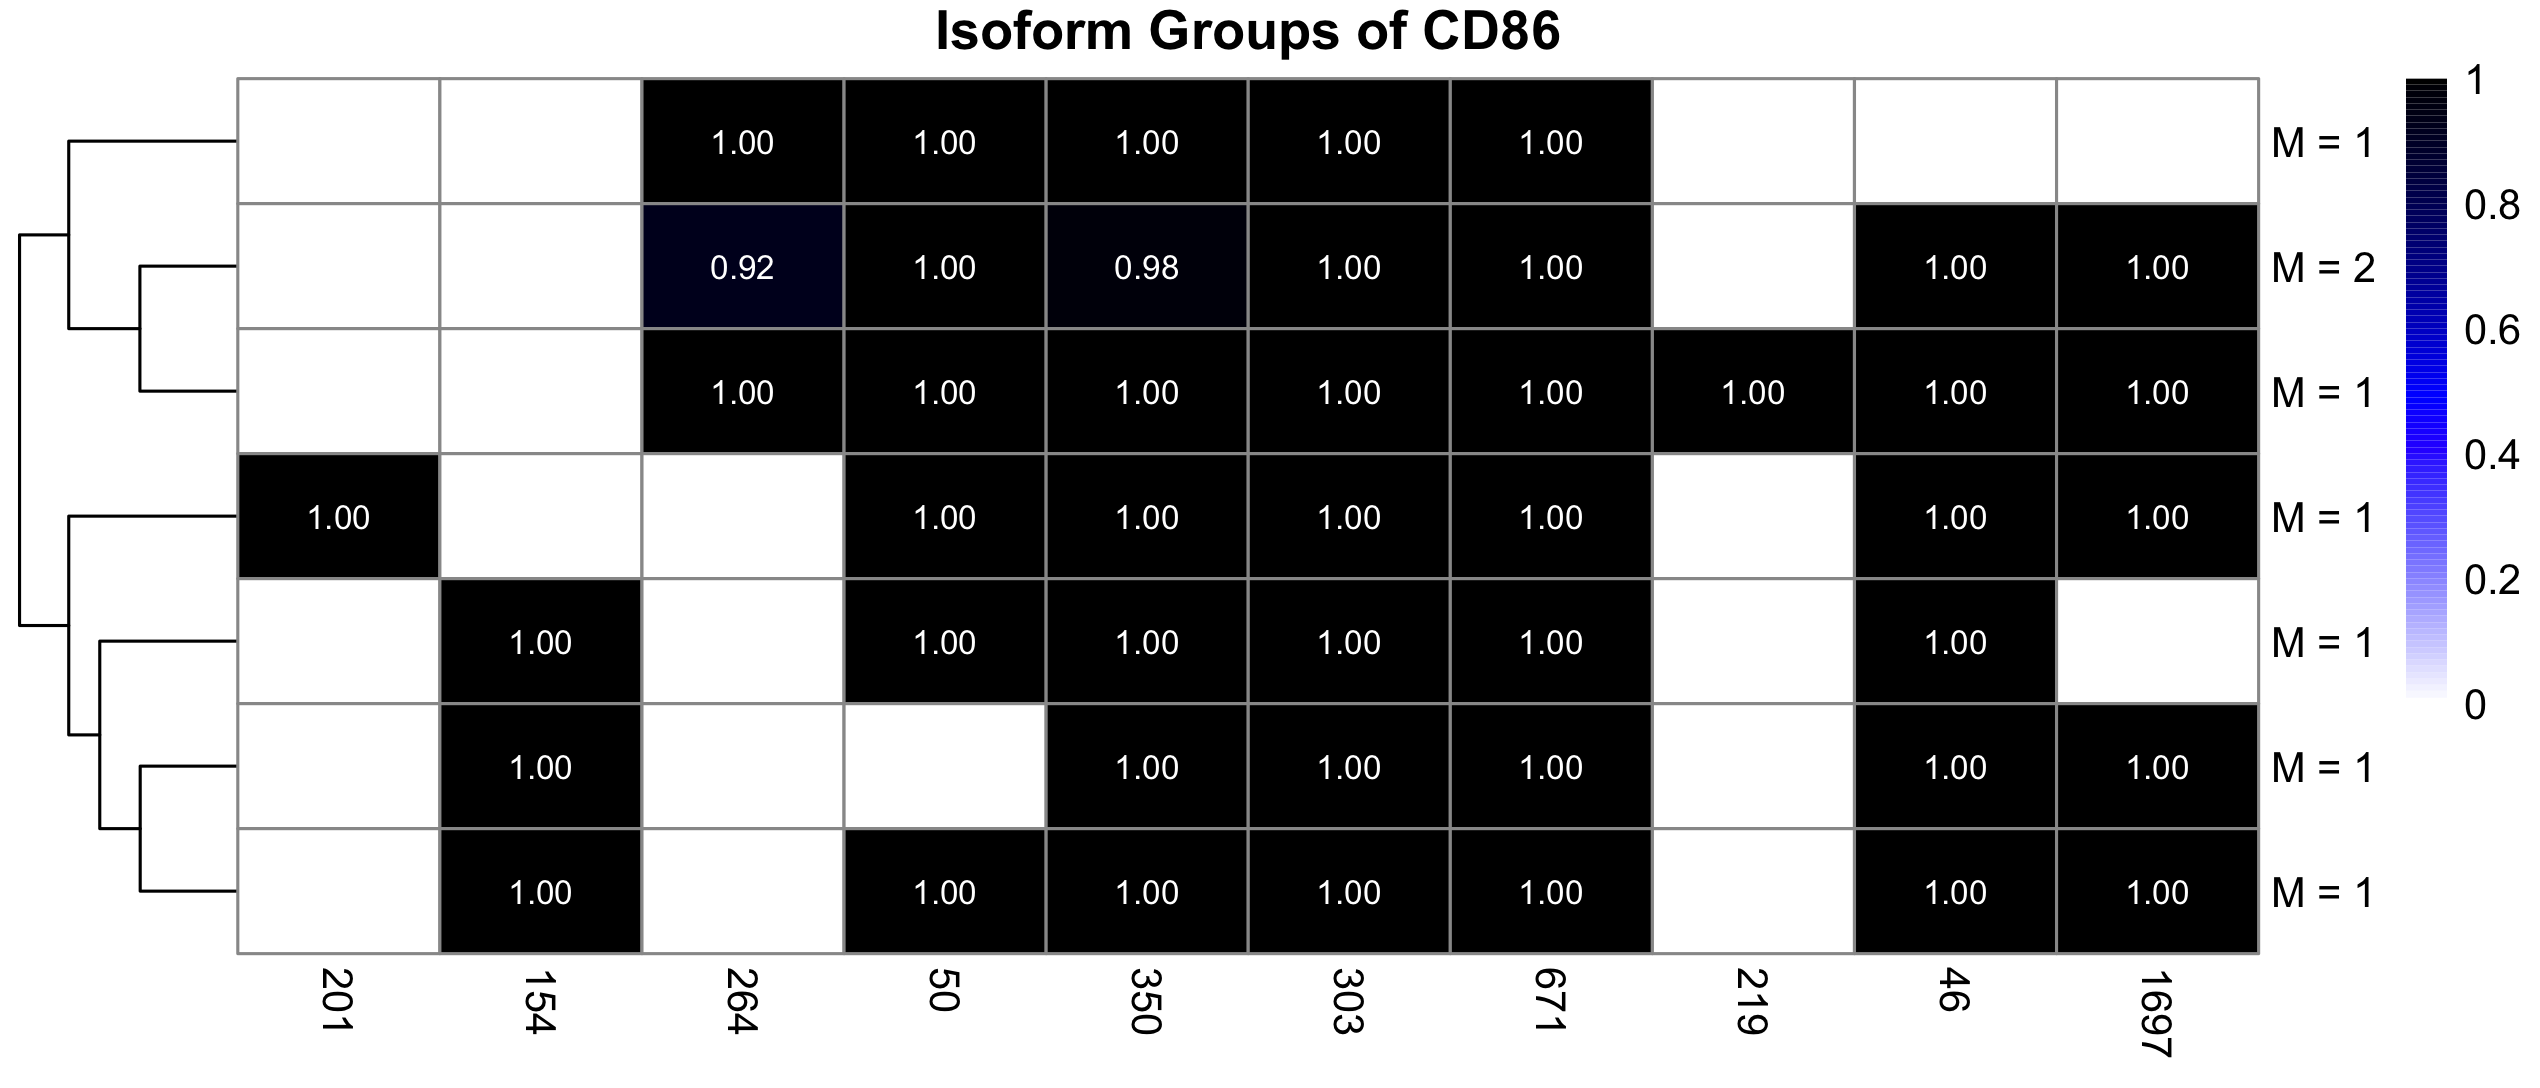 Isoform Groups of CD86
1.00 1.00 1.00 1.00 1.00 M = 1
0.92 1.00 0.98 1.00 1.00 1.00 1.00 M = 2
1.00 1.00 1.00 1.00 1.00 1.00 1.00 1.00 M = 1
1.00 1.00 1.00 1.00 1.00 1.00 1.00 M = 1
1.00 1.00 1.00 1.00 1.00 1.00 M = 1
1.00 1.00 1.00 1.00 1.00 1.00 M = 1
1.00 1.00 1.00 1.00 1.00 1.00 1.00 M = 1
201 154 264 50 350 303 671 219 46 1697
1
0.8
0.6
0.4
0.2
0